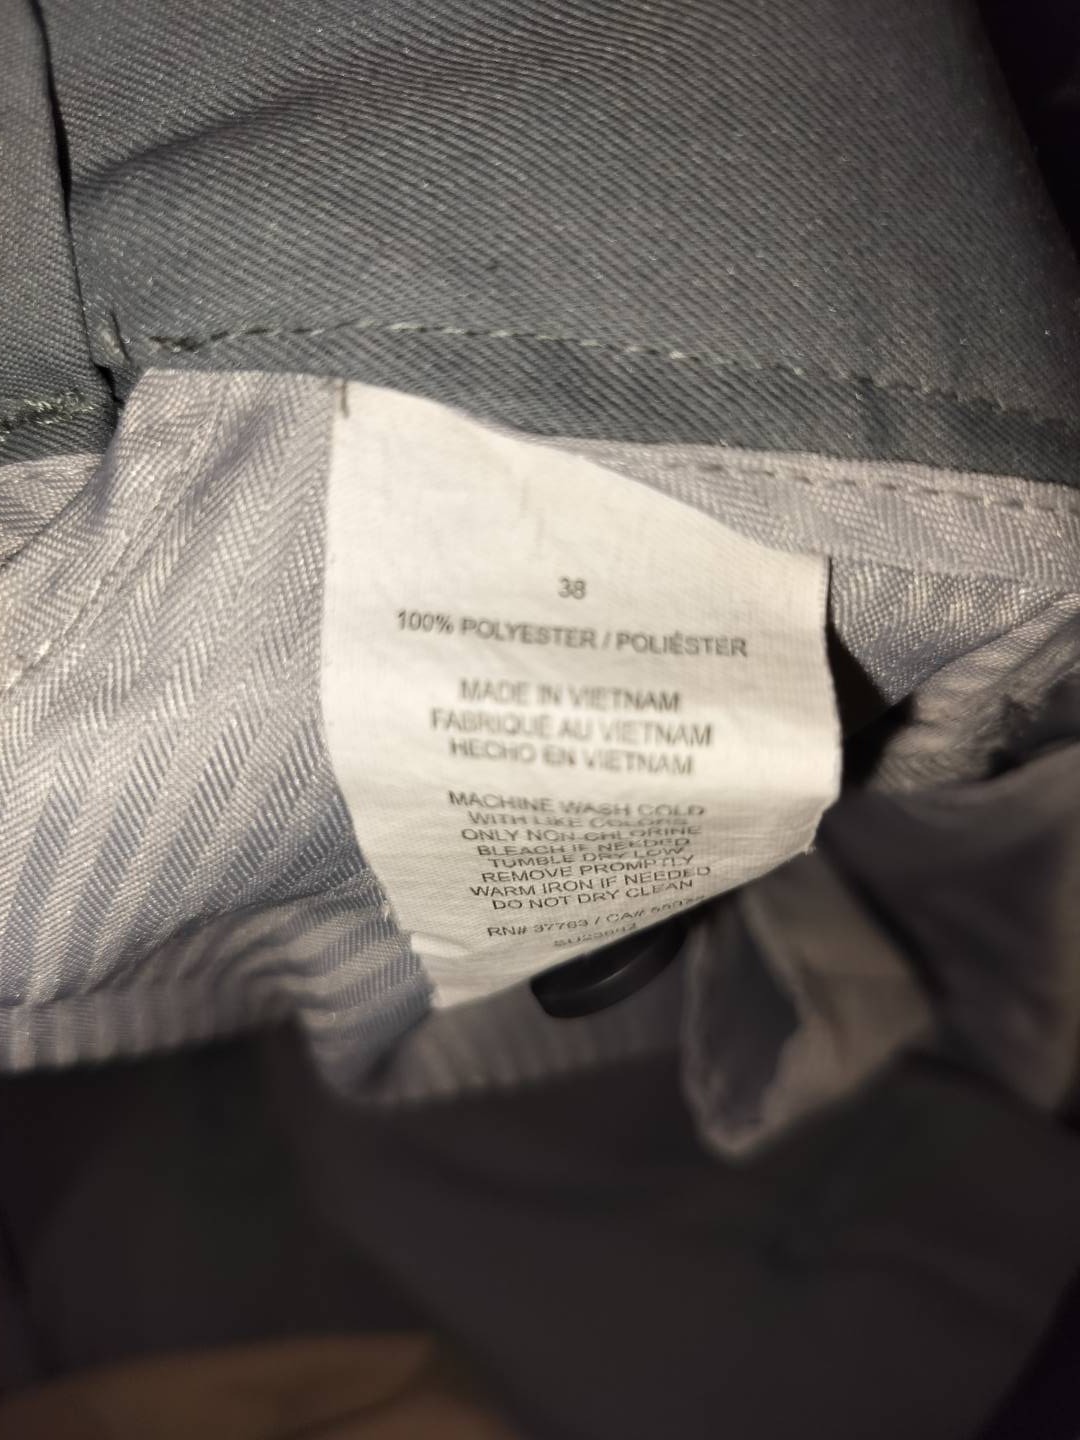 38
100% POLYESTER / POLIÉSTER
MADE IN VIETNAM
FABRIQUÉ AU VIETNAM
HECHO EN VIETNAM
MACHINE WASH COLD
WITH LIKE COLORS
ONLY NON-CHLORINE
BLEACH IF NEEDED
TUMBLE DRY LOW
REMOVE PROMPTLY
WARM IRON IF NEEDED
DO NOT DRY CLEAN
RN# 37763 / CA#